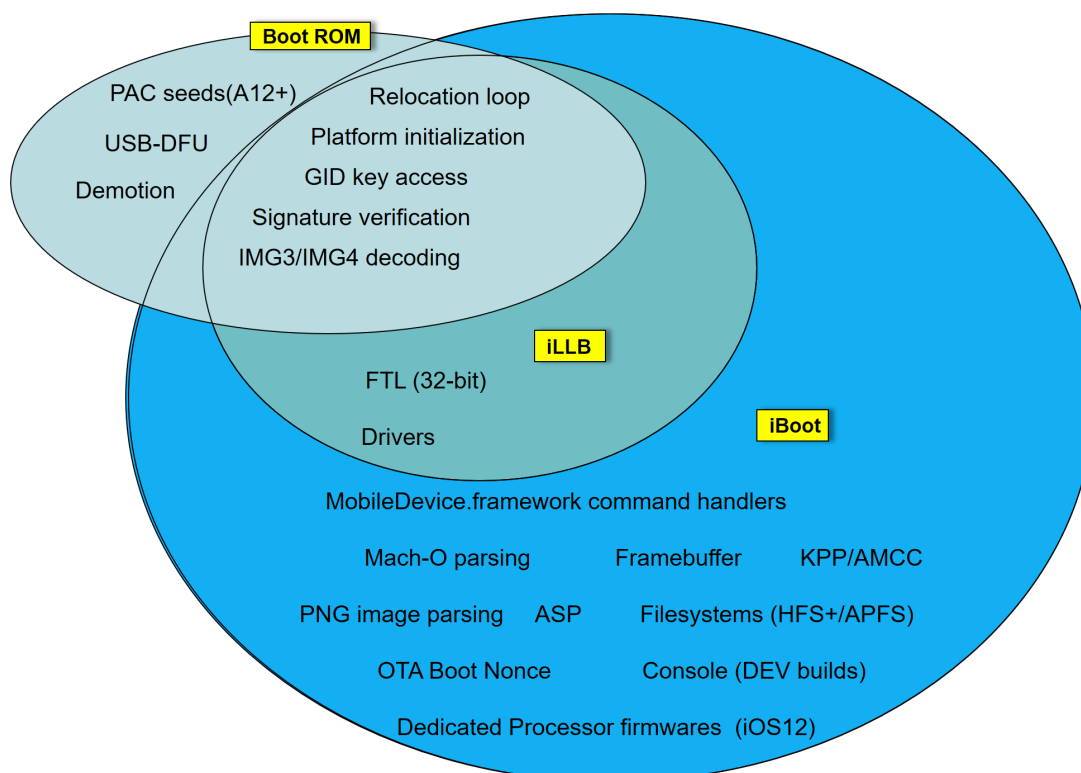 Boot ROM
PAC seeds(A12+)
Relocation loop
USB-DFU
Platform initialization
Demotion
GID key access
Signature verification
IMG3/IMG4 decoding
iLLB
FTL (32-bit)
iBoot
Drivers
MobileDevice.framework command handlers
Mach-O parsing
Framebuffer
KPP/AMCC
PNG image parsing
ASP
Filesystems (HFS+/APFS)
OTA Boot Nonce
Console (DEV builds)
Dedicated Processor firmwares (iOS12)